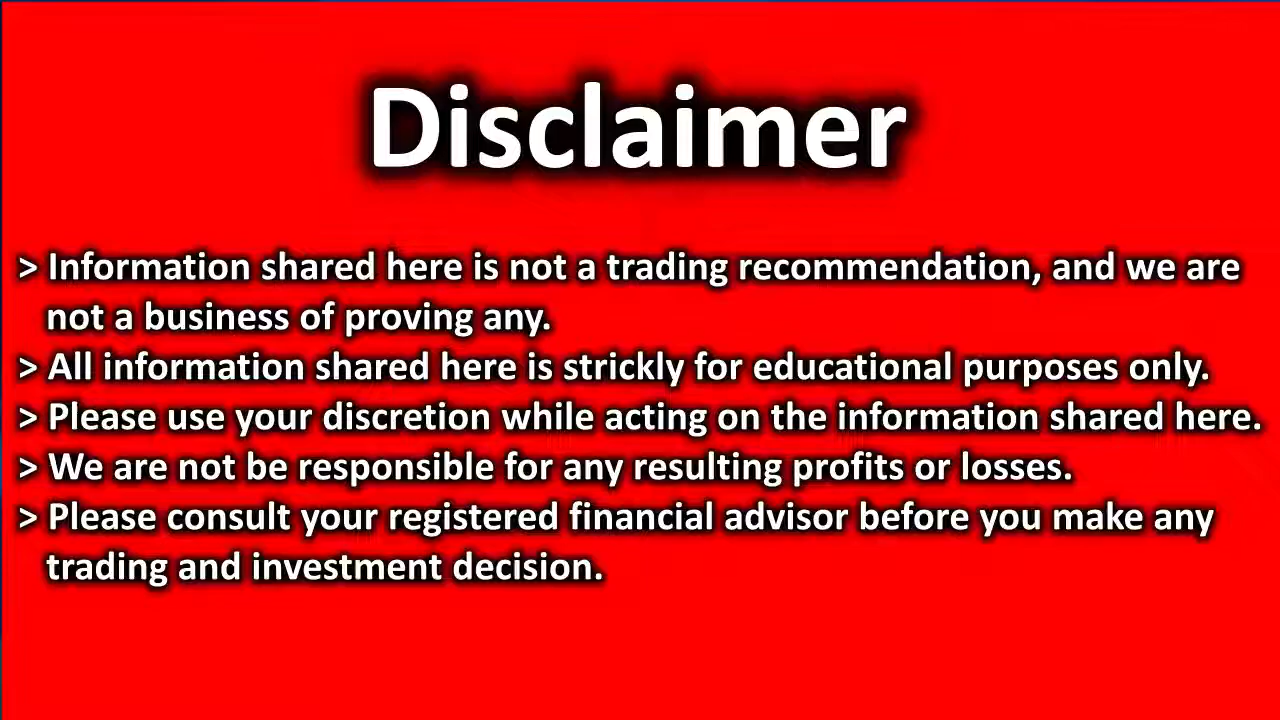 Disclaimer
> Information shared here is not a trading recommendation, and we are
not a business of proving any.
> All information shared here is strickly for educational purposes only.
> Please use your discretion while acting on the information shared here.
> We are not be responsible for any resulting profits or losses.
> Please consult your registered financial advisor before you make any
trading and investment decision.